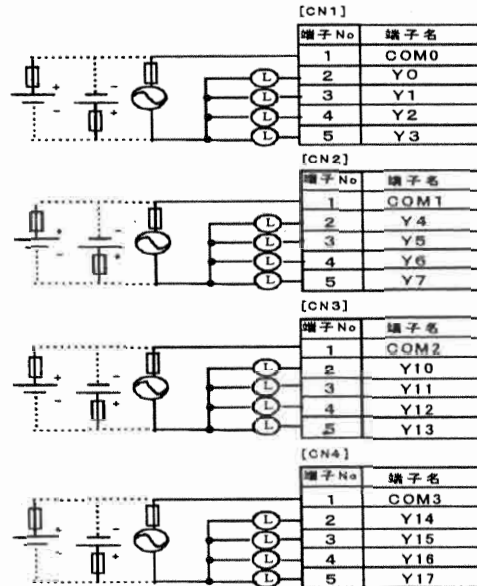 [CN1]
端子No 端子名
1 COM0
L 2 Y0
L 3 Y1
L 4 Y2
L 5 Y3
+ - - +
[CN2]
端子No 端子名
1 COM1
L 2 Y4
L 3 Y5
L 4 Y6
L 5 Y7
+ - - +
[CN3]
端子No 端子名
1 COM2
L 2 Y10
L 3 Y11
L 4 Y12
L 5 Y13
+ - - +
[CN4]
端子No 端子名
1 COM3
L 2 Y14
L 3 Y15
L 4 Y16
L 5 Y17
+ - - +